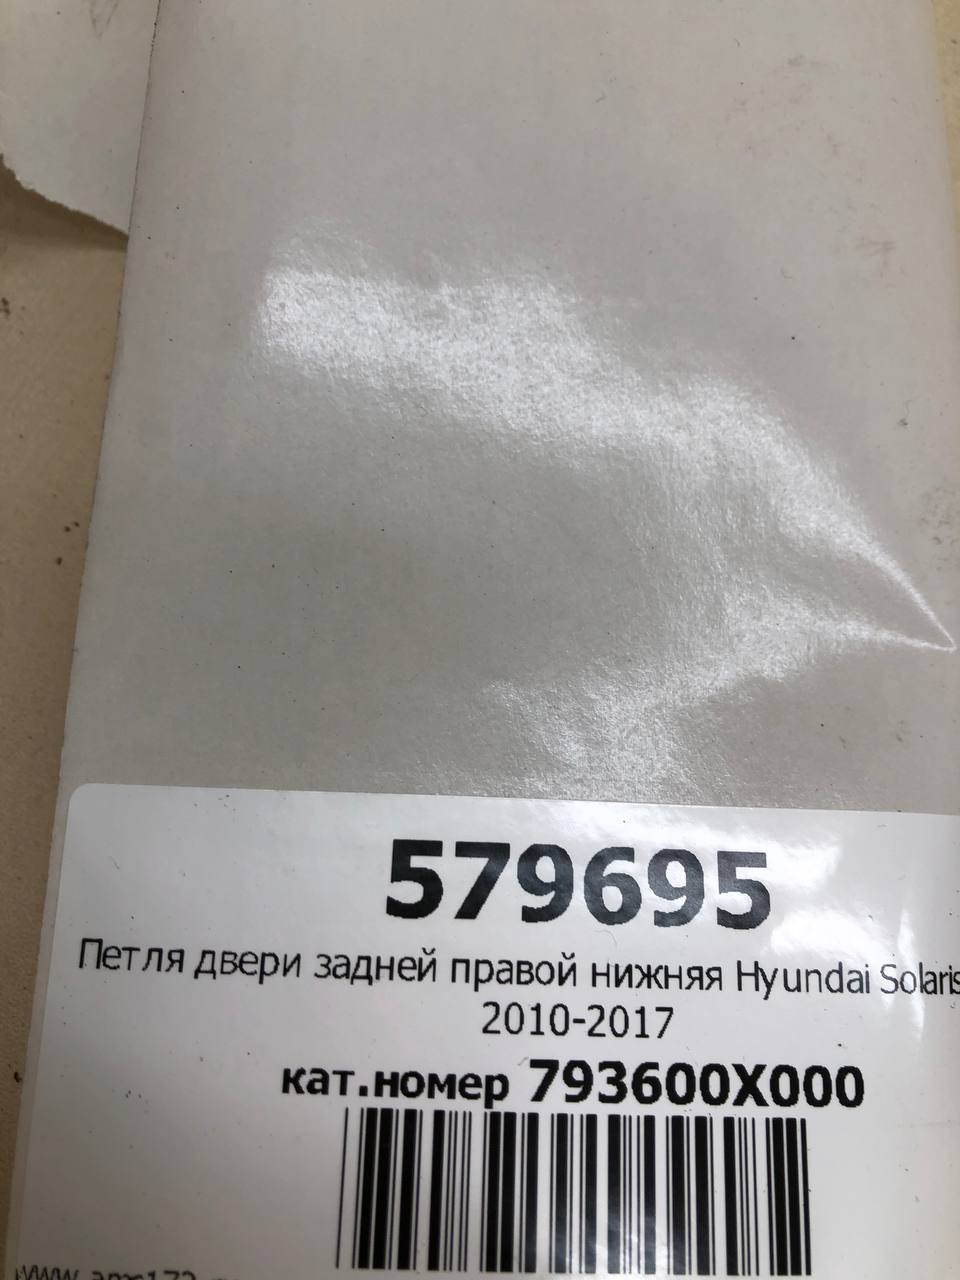 579695
Петля двери задней правой нижняя Hyundai Solaris
2010-2017
кат.номер 793600X000